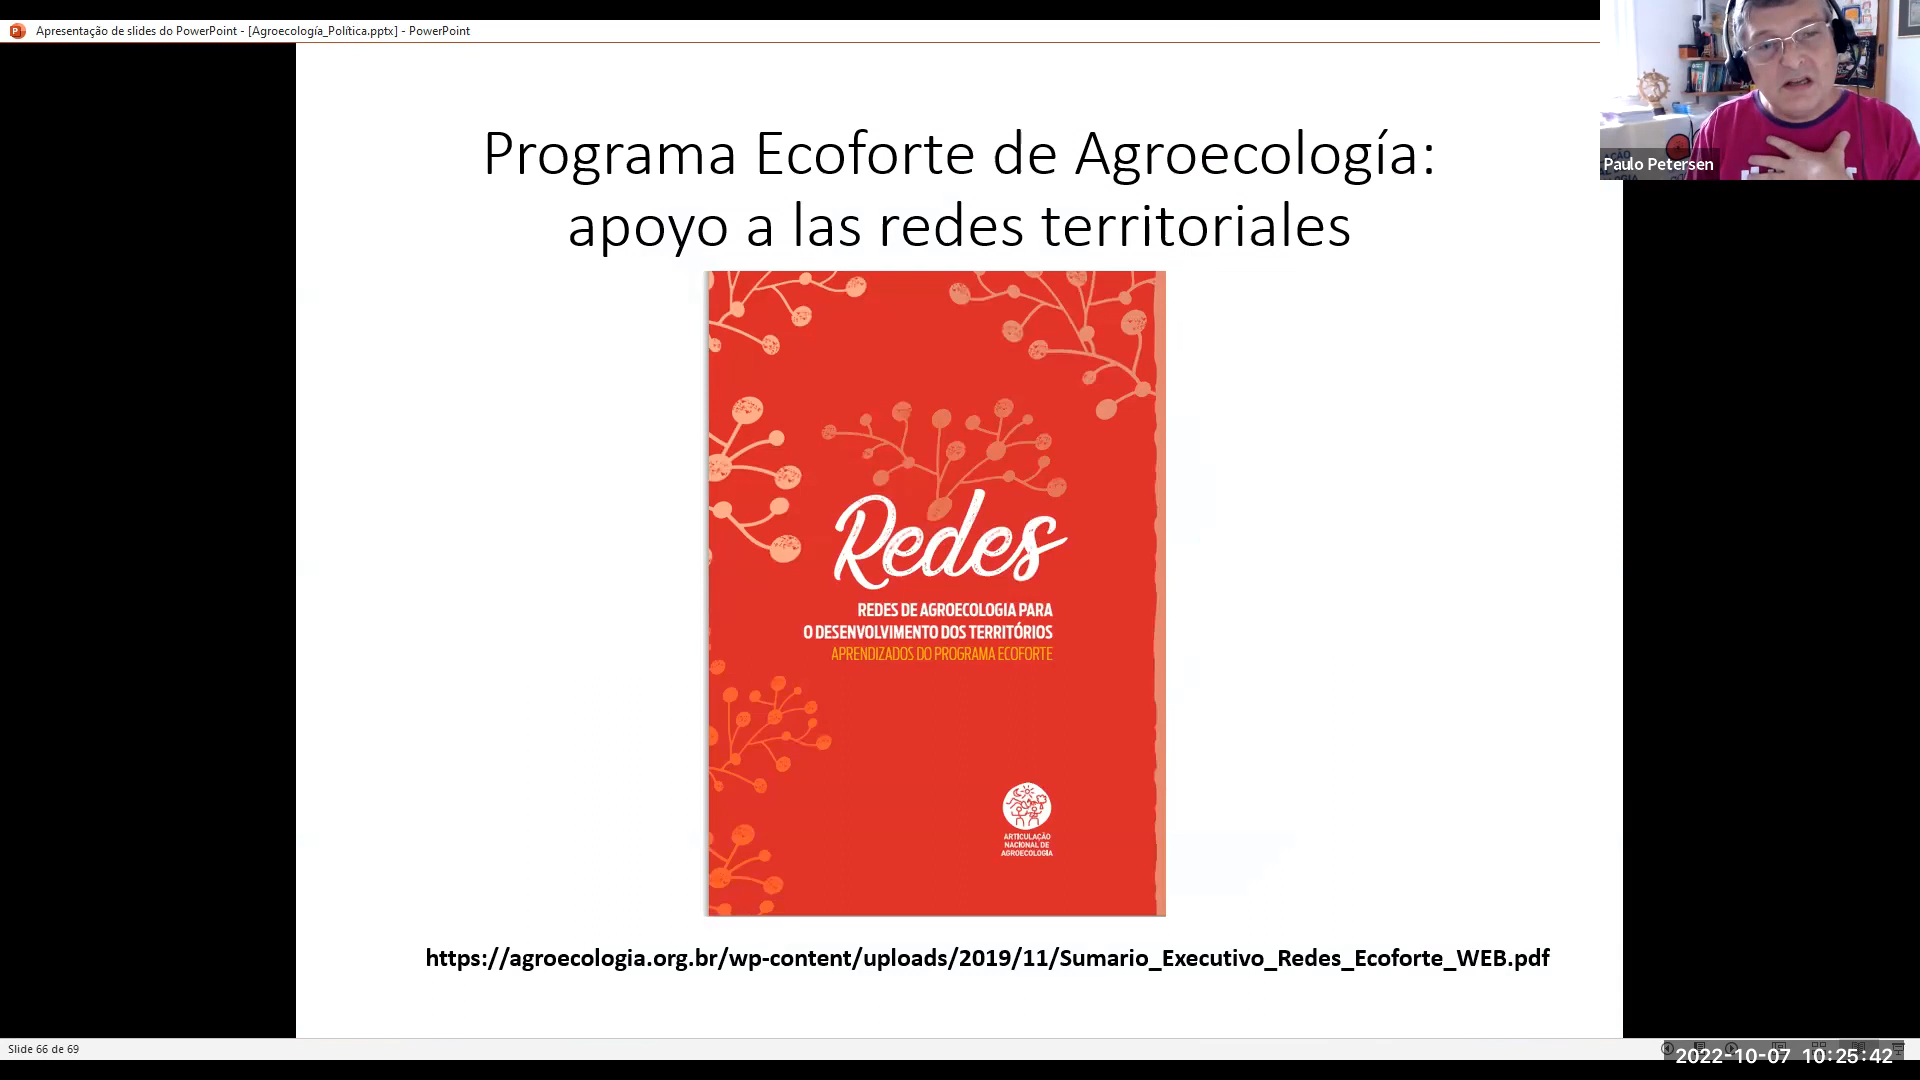 Apresentação de slides do PowerPoint - [Agroecología_Política.pptx] - PowerPoint
Paulo Petersen
Programa Ecoforte de Agroecología:
apoyo a las redes territoriales
Redes
REDES DE AGROECOLOGIA PARA
O DESENVOLVIMENTO DOS TERRITÓRIOS
APRENDIZADOS DO PROGRAMA ECOFORTE
ARTICULAÇÃO
NACIONAL DE
AGROECOLOGIA
https://agroecologia.org.br/wp-content/uploads/2019/11/Sumario_Executivo_Redes_Ecoforte_WEB.pdf
Slide 66 de 69
2022-10-07 10:25:42